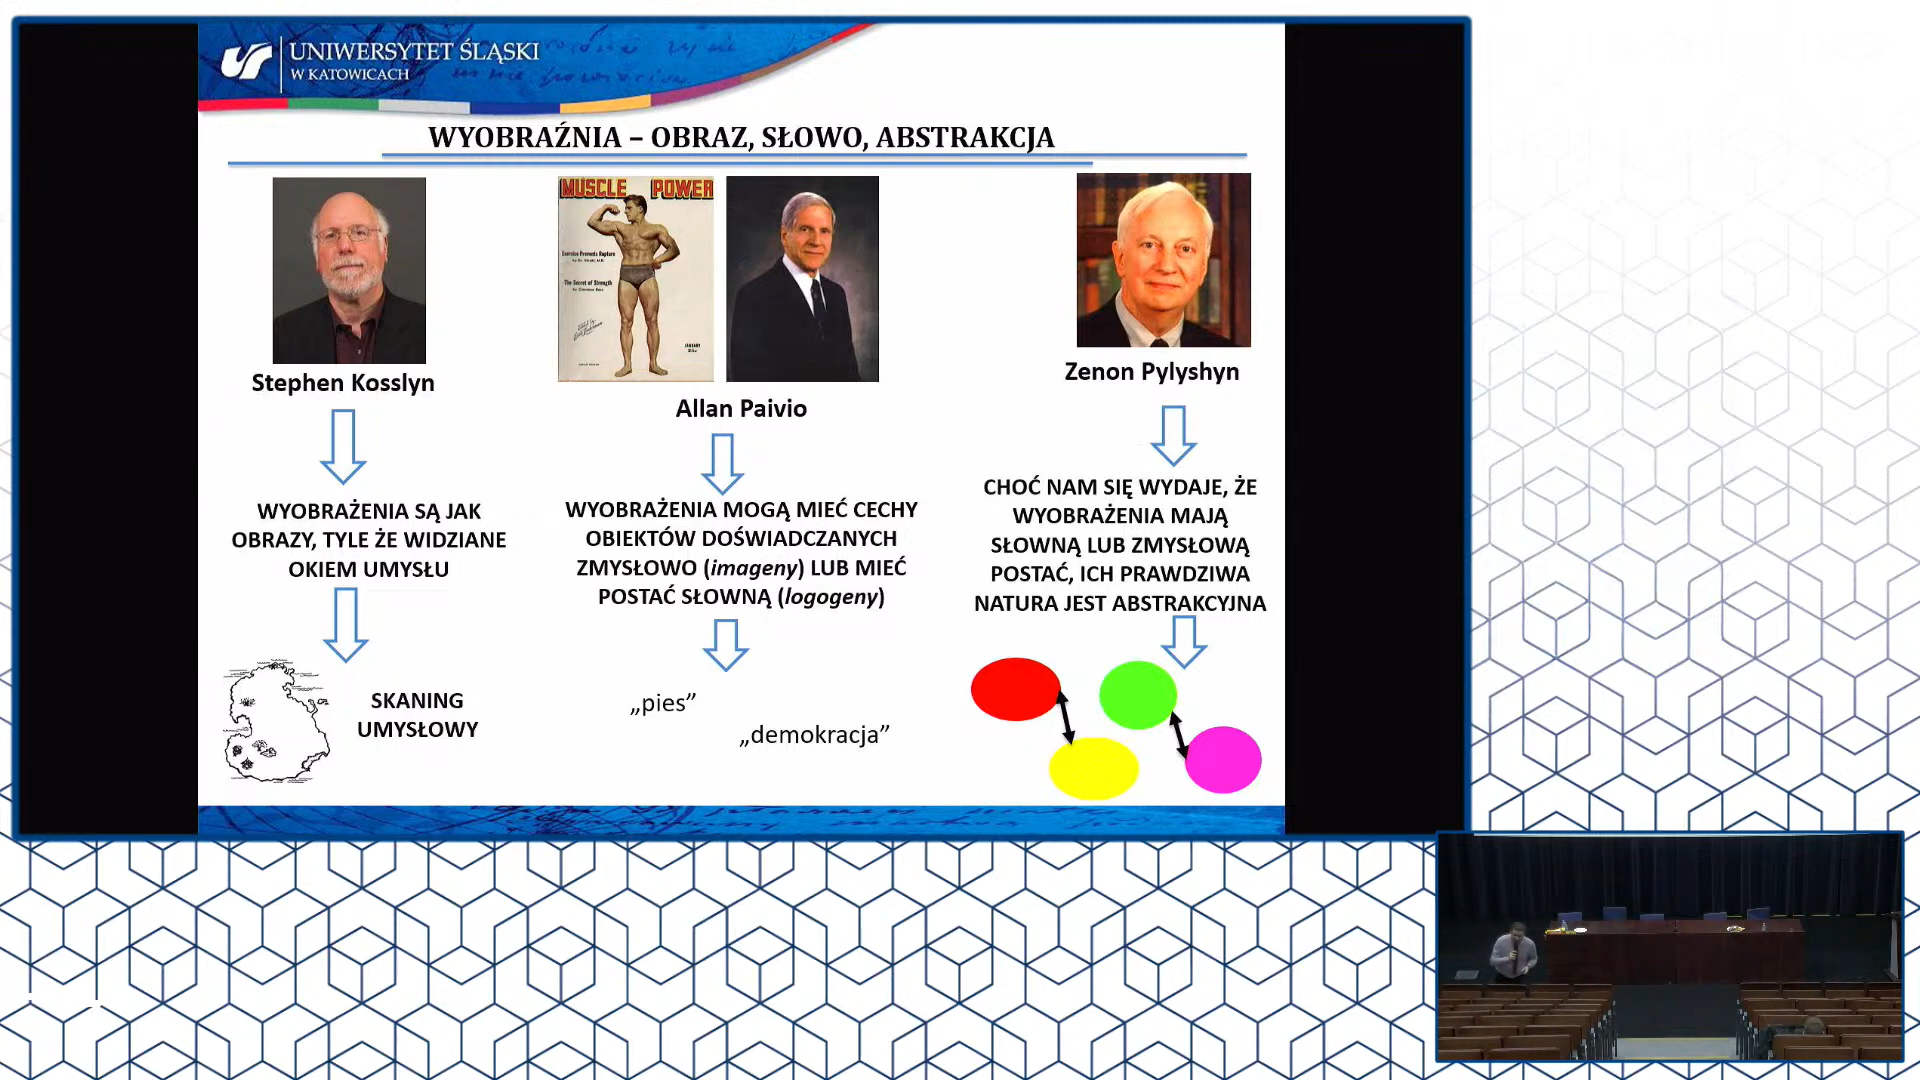 UNIWERSYTET ŚLĄSKI
W KATOWICACH
WYOBRAŹNIA – OBRAZ, SŁOWO, ABSTRAKCJA
MUSCLE POWER
Exercise Prevents Rupture
The Secret of Strength
JANUARY
Stephen Kosslyn
Allan Paivio
Zenon Pylyshyn
WYOBRAŻENIA SĄ JAK
OBRAZY, TYLE ŻE WIDZIANE
OKIEM UMYSŁU
WYOBRAŻENIA MOGĄ MIEĆ CECHY
OBIEKTÓW DOŚWIADCZANYCH
ZMYSŁOWO (imageny) LUB MIEĆ
POSTAĆ SŁOWNĄ (logogeny)
CHOĆ NAM SIĘ WYDAJE, ŻE
WYOBRAŻENIA MAJĄ
SŁOWNĄ LUB ZMYSŁOWĄ
POSTAĆ, ICH PRAWDZIWA
NATURA JEST ABSTRAKCYJNA
SKANING
UMYSŁOWY
„pies”
„demokracja”